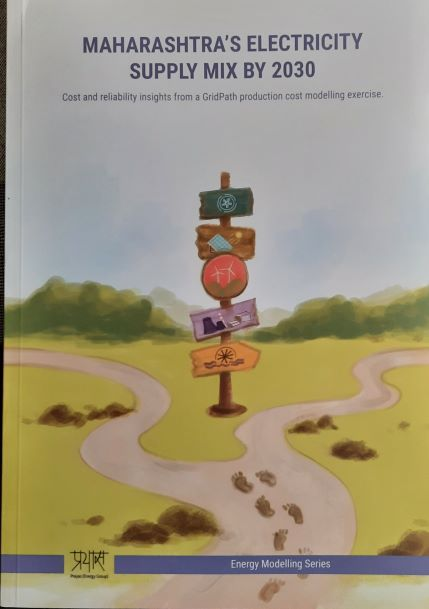 MAHARASHTRA'S ELECTRICITY
SUPPLY MIX BY 2030
Cost and reliability insights from a GridPath production cost modelling exercise.
प्रयास
Prayas (Energy Group)
Energy Modelling Series